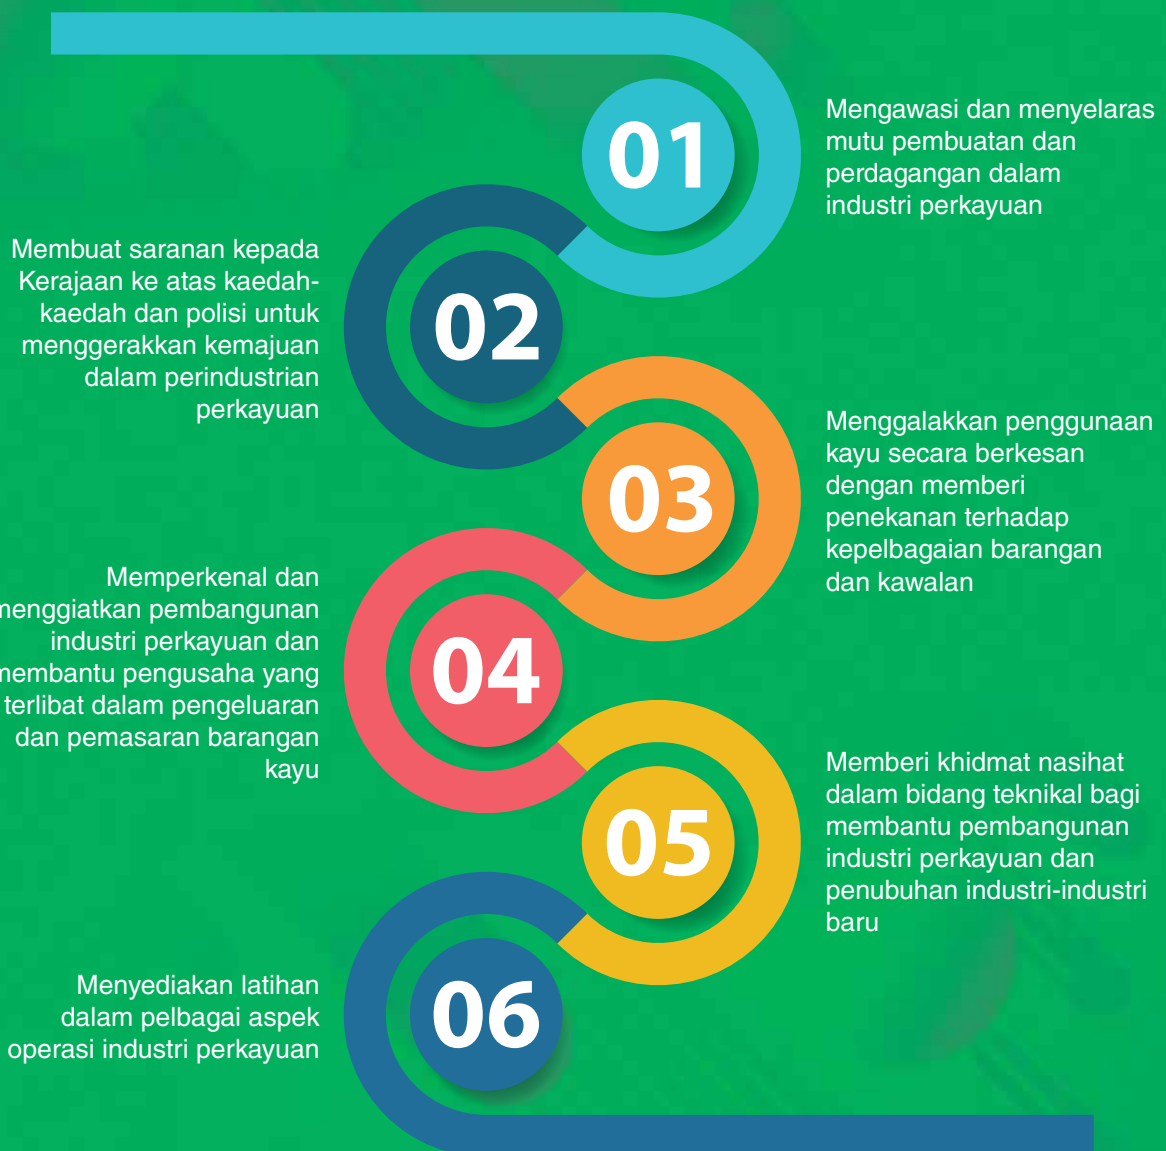 01
Mengawasi dan menyelaras
mutu pembuatan dan
perdagangan dalam
industri perkayuan
02
Membuat saranan kepada
Kerajaan ke atas kaedah-
kaedah dan polisi untuk
menggerakkan kemajuan
dalam perindustrian
perkayuan
03
Menggalakkan penggunaan
kayu secara berkesan
dengan memberi
penekanan terhadap
kepelbagaian barangan
dan kawalan
04
Memperkenal dan
menggiatkan pembangunan
industri perkayuan dan
membantu pengusaha yang
terlibat dalam pengeluaran
dan pemasaran barangan
kayu
05
Memberi khidmat nasihat
dalam bidang teknikal bagi
membantu pembangunan
industri perkayuan dan
penubuhan industri-industri
baru
06
Menyediakan latihan
dalam pelbagai aspek
operasi industri perkayuan